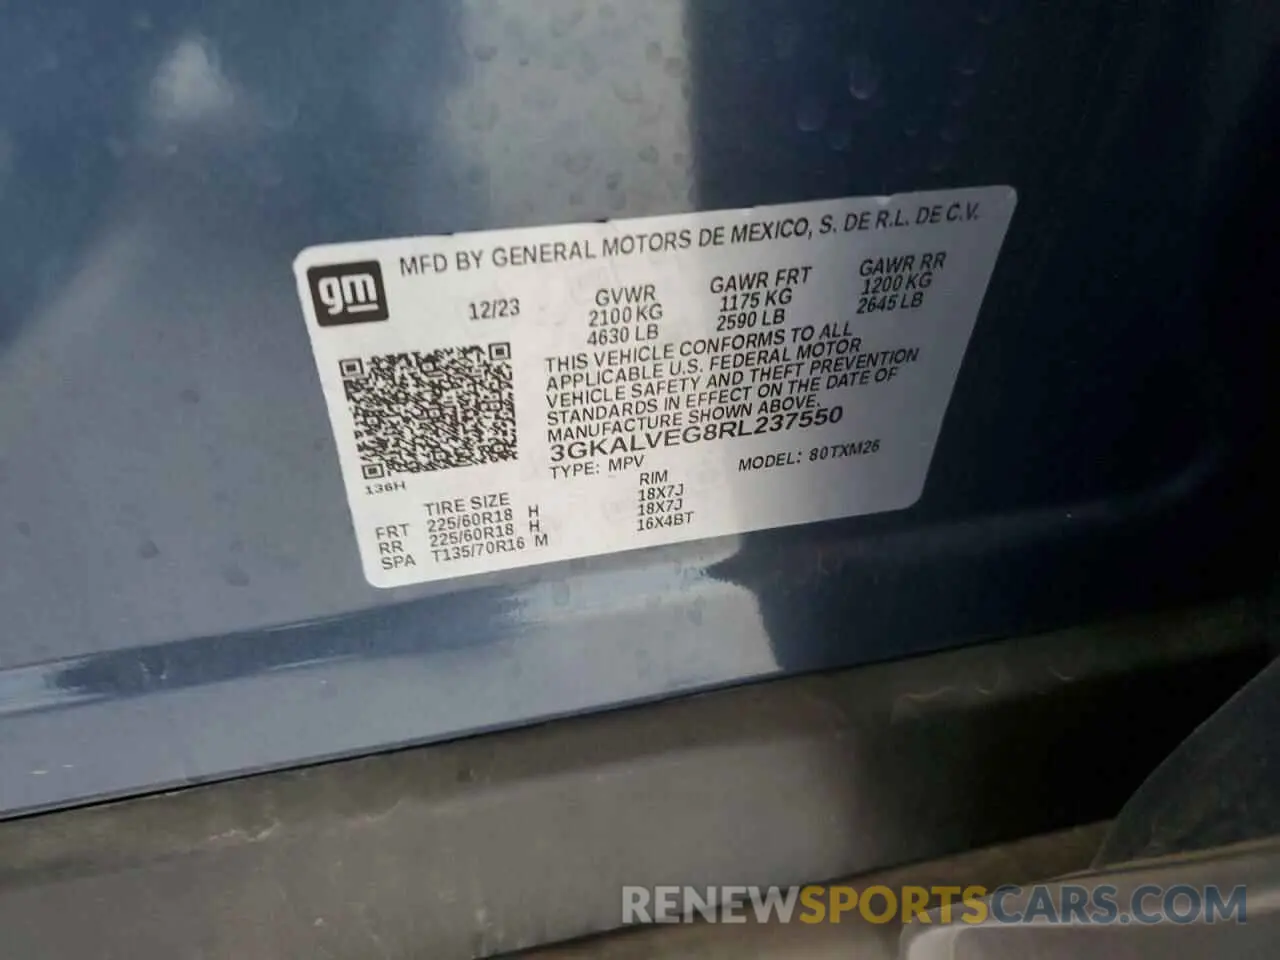 MFD BY GENERAL MOTORS DE MEXICO, S. DE R.L. DE C.V.
gm
12/23
GVWR GAWR FRT GAWR RR
2100 KG 1175 KG 1200 KG
4630 LB 2590 LB 2645 LB
THIS VEHICLE CONFORMS TO ALL
APPLICABLE U.S. FEDERAL MOTOR
VEHICLE SAFETY AND THEFT PREVENTION
STANDARDS IN EFFECT ON THE DATE OF
MANUFACTURE SHOWN ABOVE.
3GKALVEG8RL237550
TYPE: MPV MODEL: 80TXM26
136H
TIRE SIZE RIM
FRT 225/60R18 H 18X7J
RR 225/60R18 H 18X7J
SPA T135/70R16 M 16X4BT
RENEWSPORTSCARS.COM